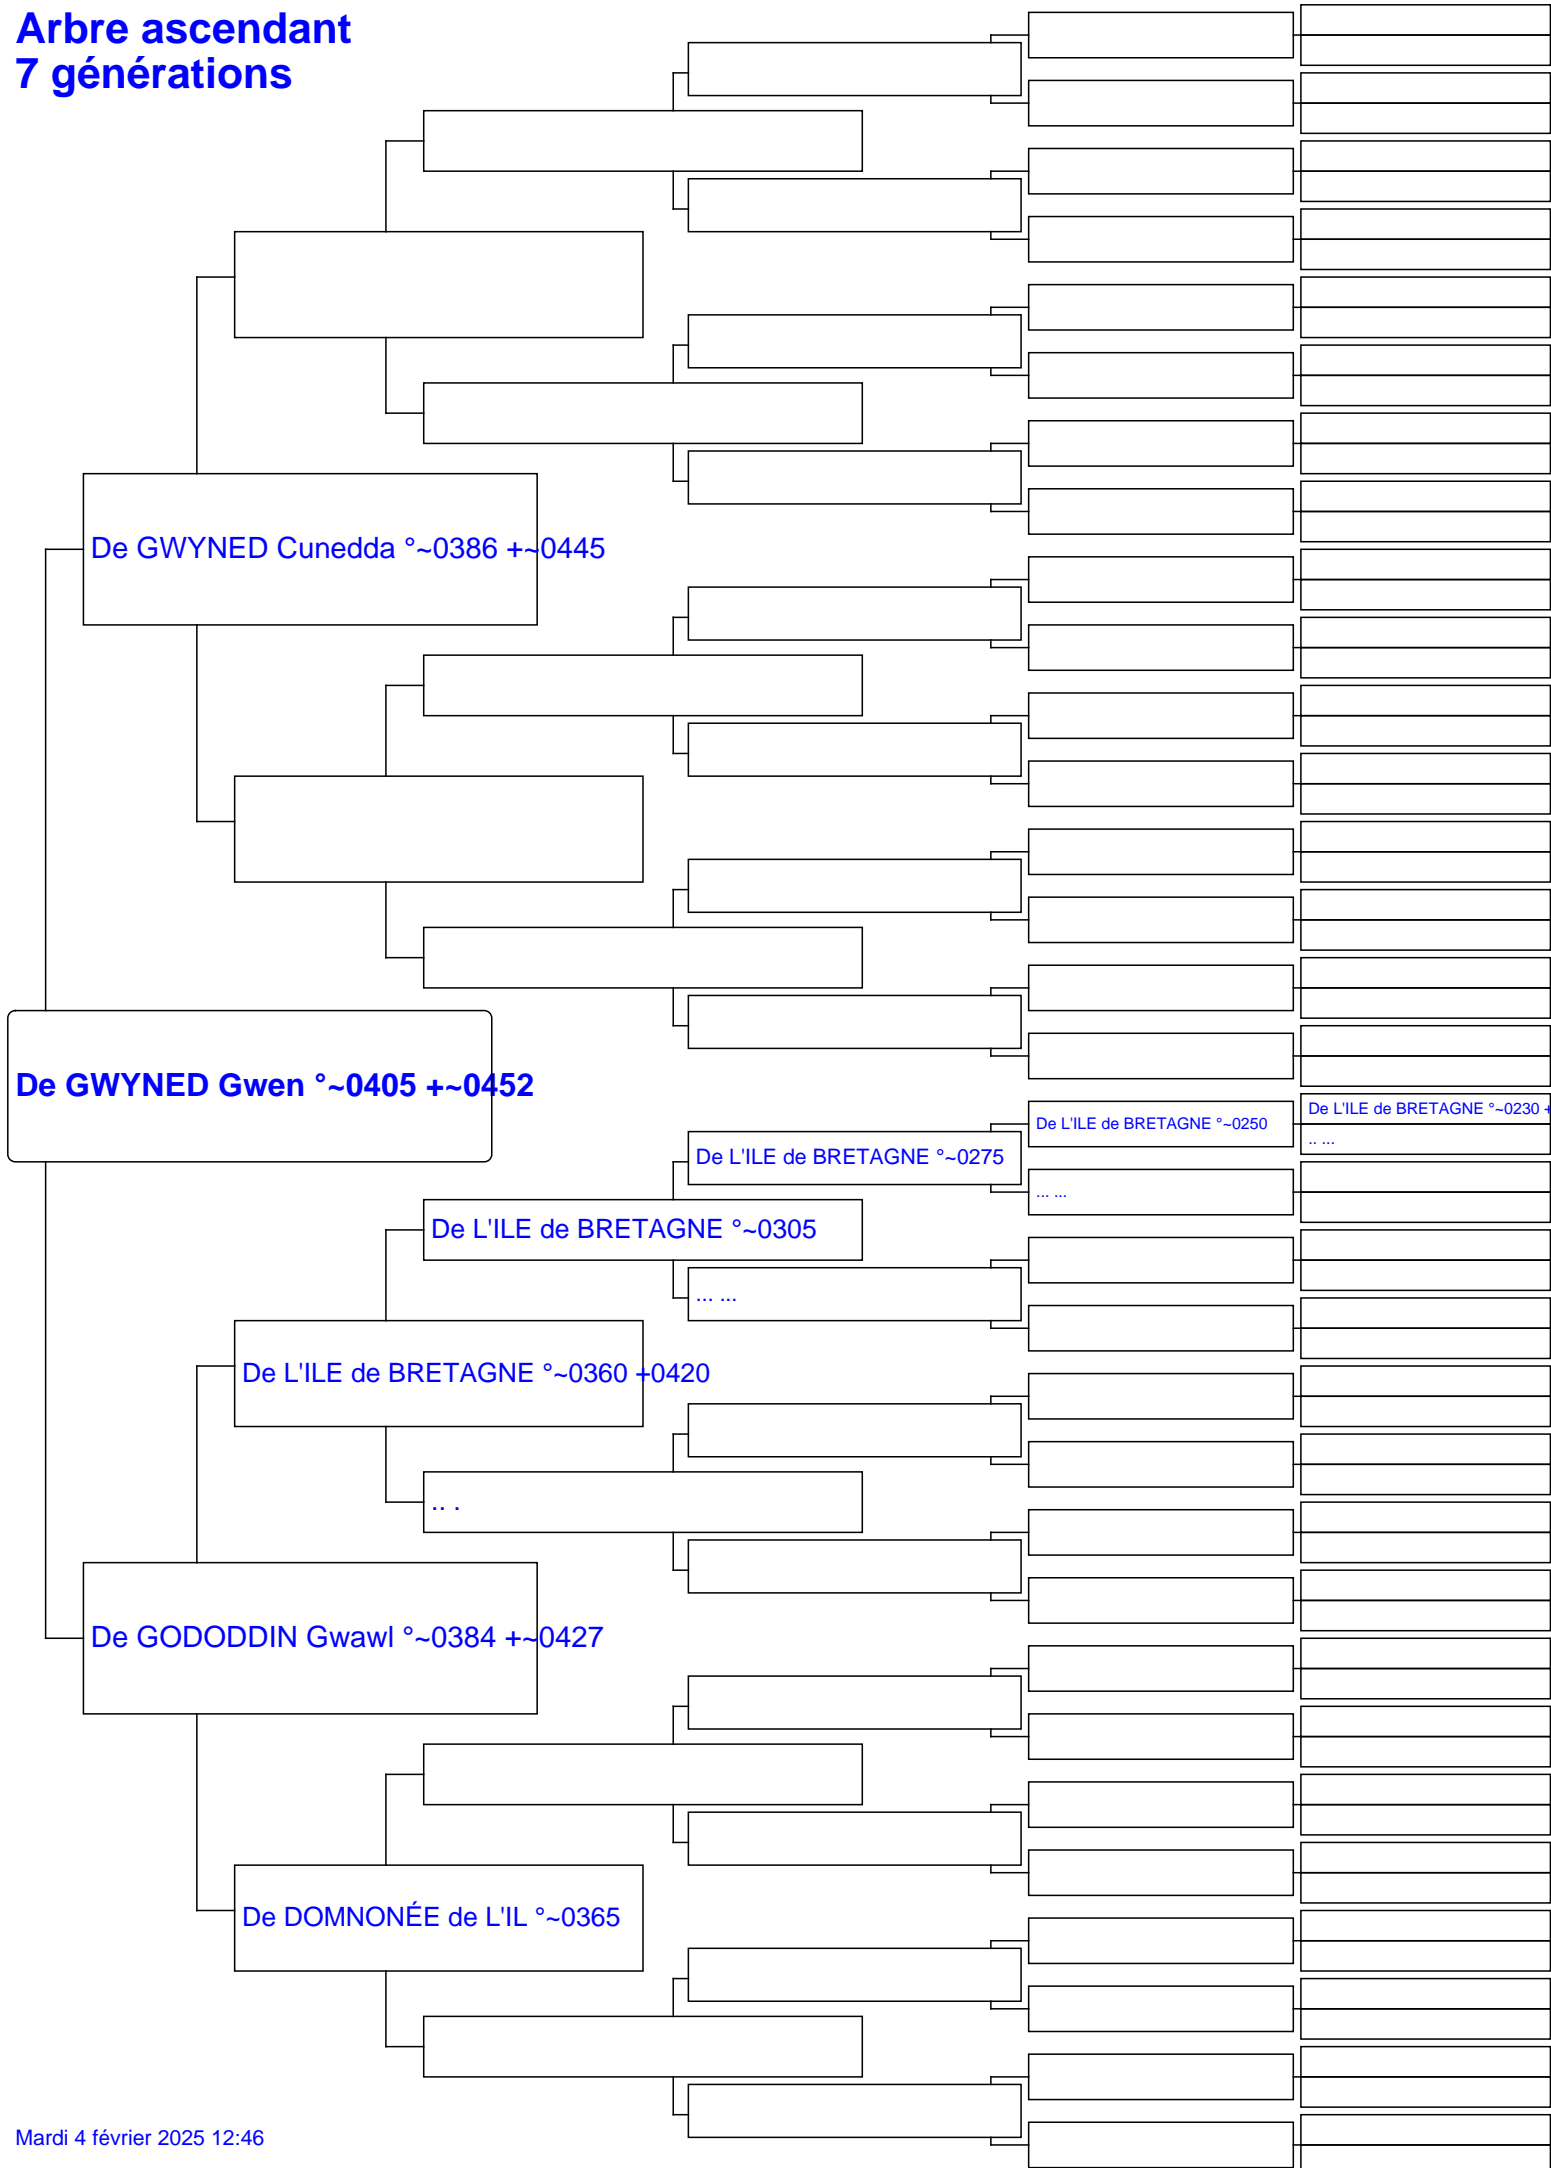 Arbre ascendant
7 générations
De GWYNED Cunedda °~0386 +~0445
De GWYNED Gwen °~0405 +~0452
De L'ILE de BRETAGNE °~0230 +
De L'ILE de BRETAGNE °~0250
.. ...
De L'ILE de BRETAGNE °~0275
... ...
De L'ILE de BRETAGNE °~0305
... ...
De L'ILE de BRETAGNE °~0360 +0420
.. .
De GODODDIN Gwawl °~0384 +~0427
De DOMNONÉE de L'IL °~0365
Mardi 4 février 2025 12:46